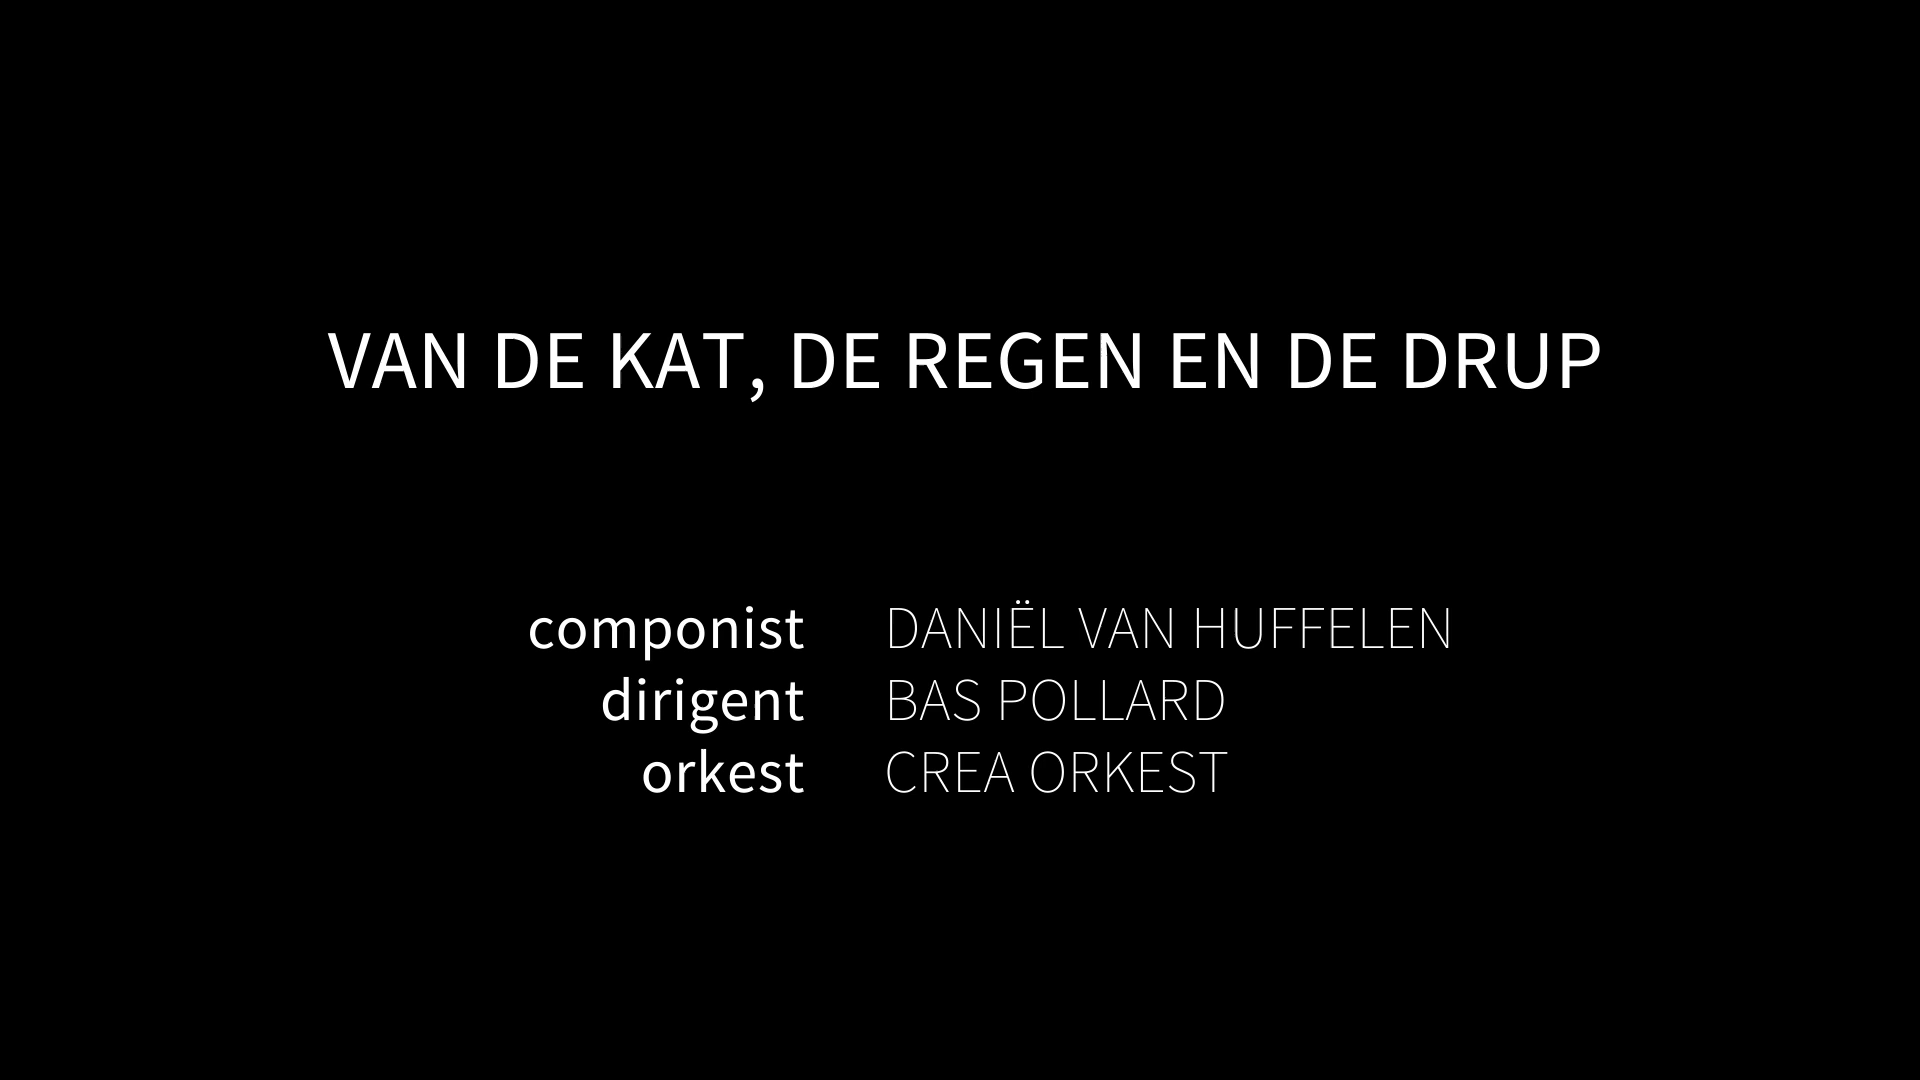 VAN DE KAT, DE REGEN EN DE DRUP
componist DANIËL VAN HUFFELEN
dirigent BAS POLLARD
orkest CREA ORKEST